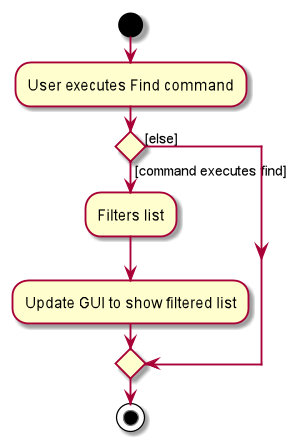 User executes Find command
[else]
[command executes find]
Filters list
Update GUI to show filtered list